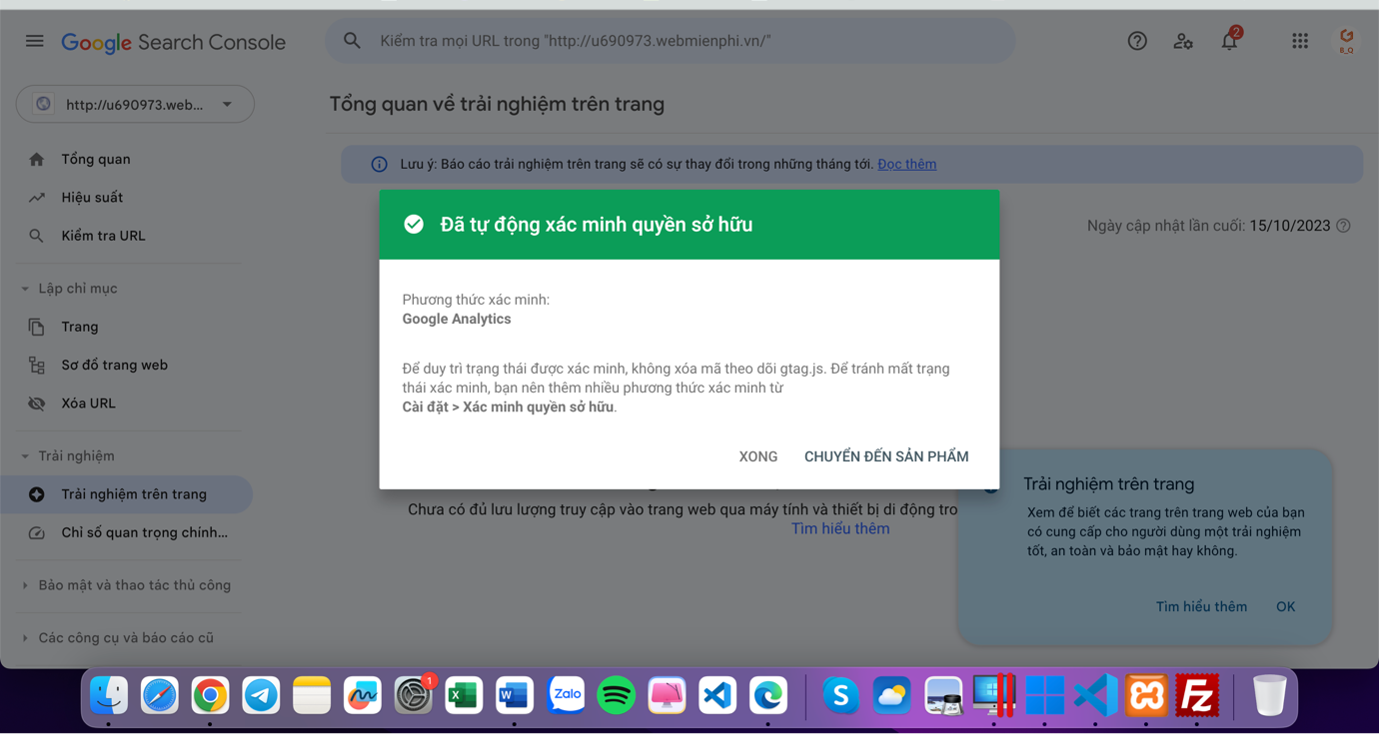 Google Search Console
Kiểm tra mọi URL trong "http://u690973.webmienphi.vn/"
2
B_Q
http://u690973.web...
Tổng quan
Hiệu suất
Kiểm tra URL
Lập chỉ mục
Trang
Sơ đồ trang web
Xóa URL
Trải nghiệm
Trải nghiệm trên trang
Chỉ số quan trọng chính...
Bảo mật và thao tác thủ công
Các công cụ và báo cáo cũ
Tổng quan về trải nghiệm trên trang
Lưu ý: Báo cáo trải nghiệm trên trang sẽ có sự thay đổi trong những tháng tới. Đọc thêm
Ngày cập nhật lần cuối: 15/10/2023
Đã tự động xác minh quyền sở hữu
Phương thức xác minh:
Google Analytics
Để duy trì trạng thái được xác minh, không xóa mã theo dõi gtag.js. Để tránh mất trạng
thái xác minh, bạn nên thêm nhiều phương thức xác minh từ
Cài đặt > Xác minh quyền sở hữu.
XONG
CHUYỂN ĐẾN SẢN PHẨM
Chưa có đủ lưu lượng truy cập vào trang web qua máy tính và thiết bị di động tro
Tìm hiểu thêm
Trải nghiệm trên trang
Xem để biết các trang trên trang web của bạn
có cung cấp cho người dùng một trải nghiệm
tốt, an toàn và bảo mật hay không.
Tìm hiểu thêm
OK
1
Zalo